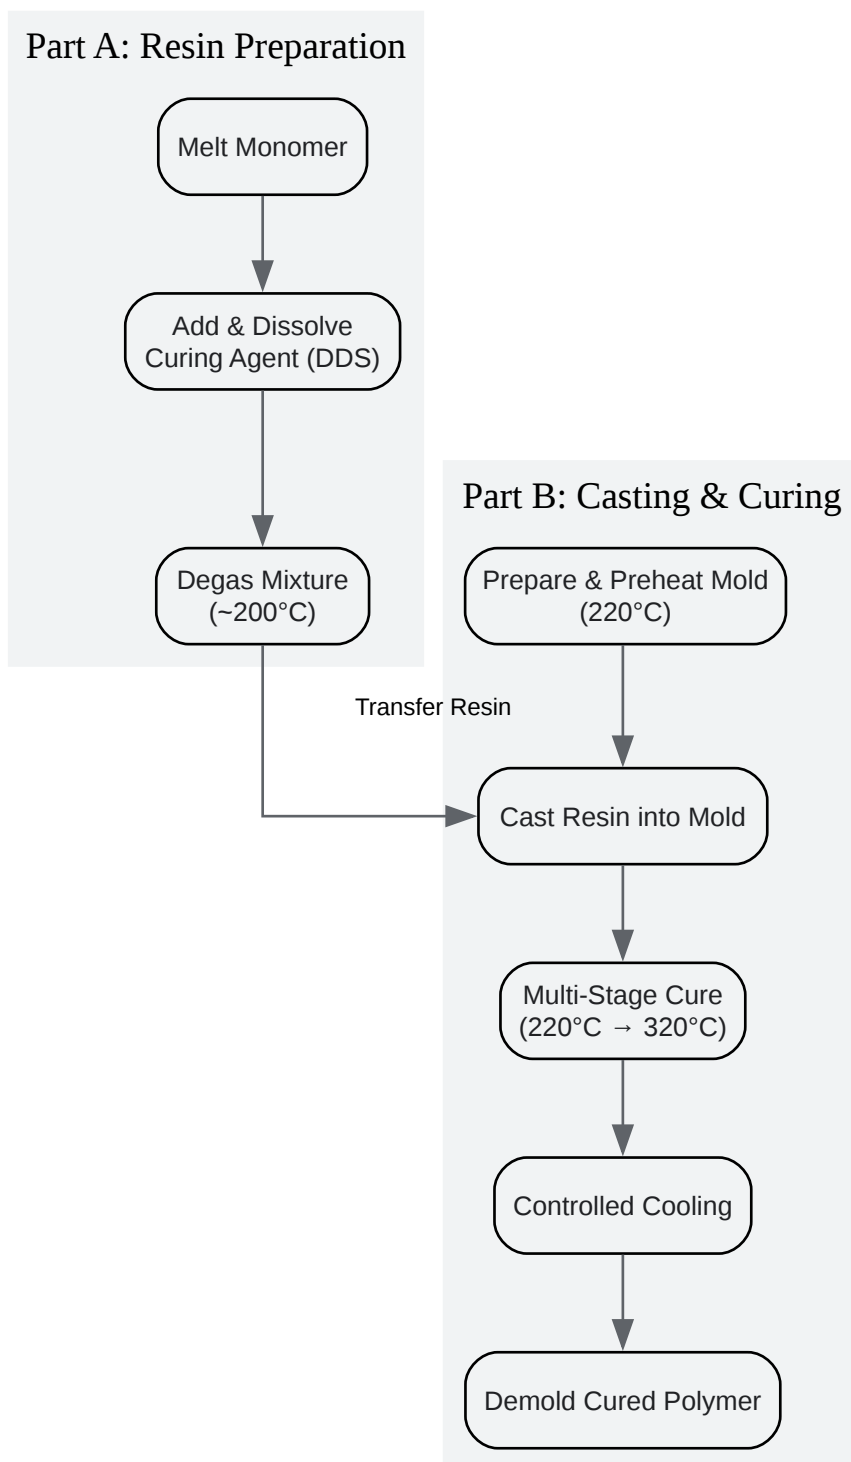 Part A: Resin Preparation
Melt Monomer
Add & Dissolve
Curing Agent (DDS)
Degas Mixture
(~200°C)
Transfer Resin
Part B: Casting & Curing
Prepare & Preheat Mold
(220°C)
Cast Resin into Mold
Multi-Stage Cure
(220°C → 320°C)
Controlled Cooling
Demold Cured Polymer